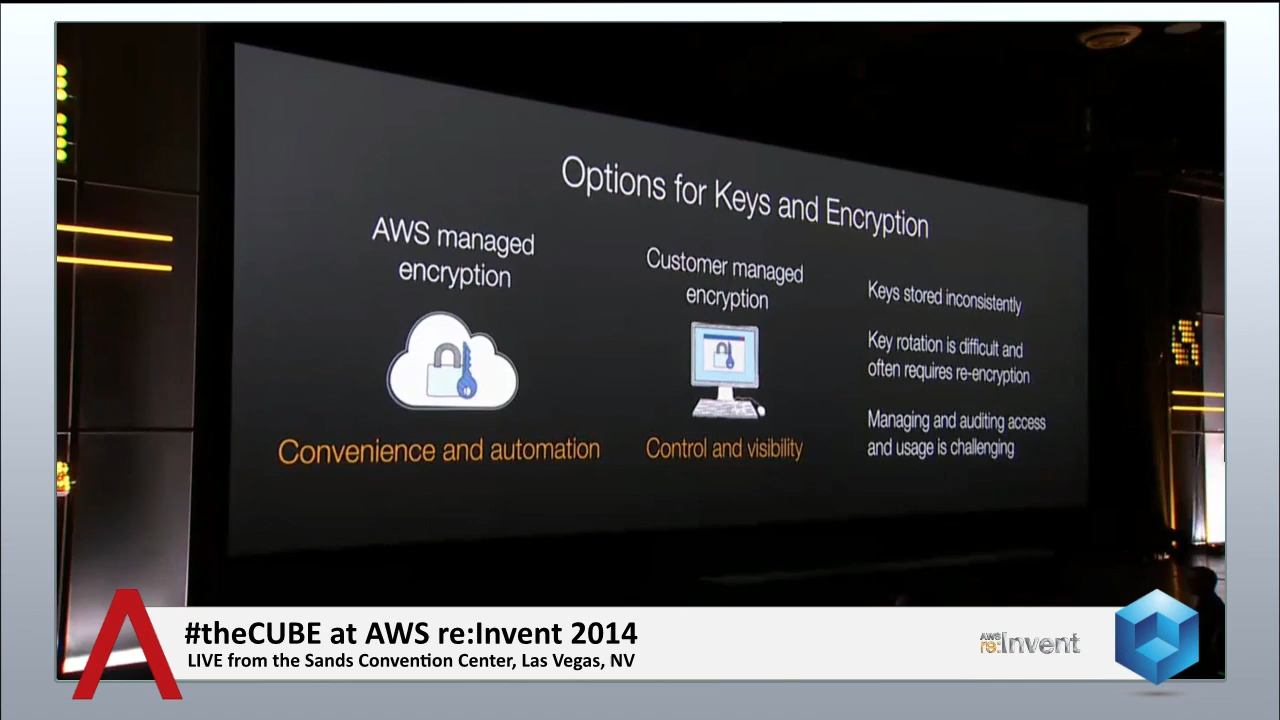 Options for Keys and Encryption
AWS managed
encryption
Convenience and automation
Customer managed
encryption
Control and visibility
Keys stored inconsistently
Key rotation is difficult and
often requires re-encryption
Managing and auditing access
and usage is challenging
#theCUBE at AWS re:Invent 2014
LIVE from the Sands Convention Center, Las Vegas, NV
AWS
re:Invent